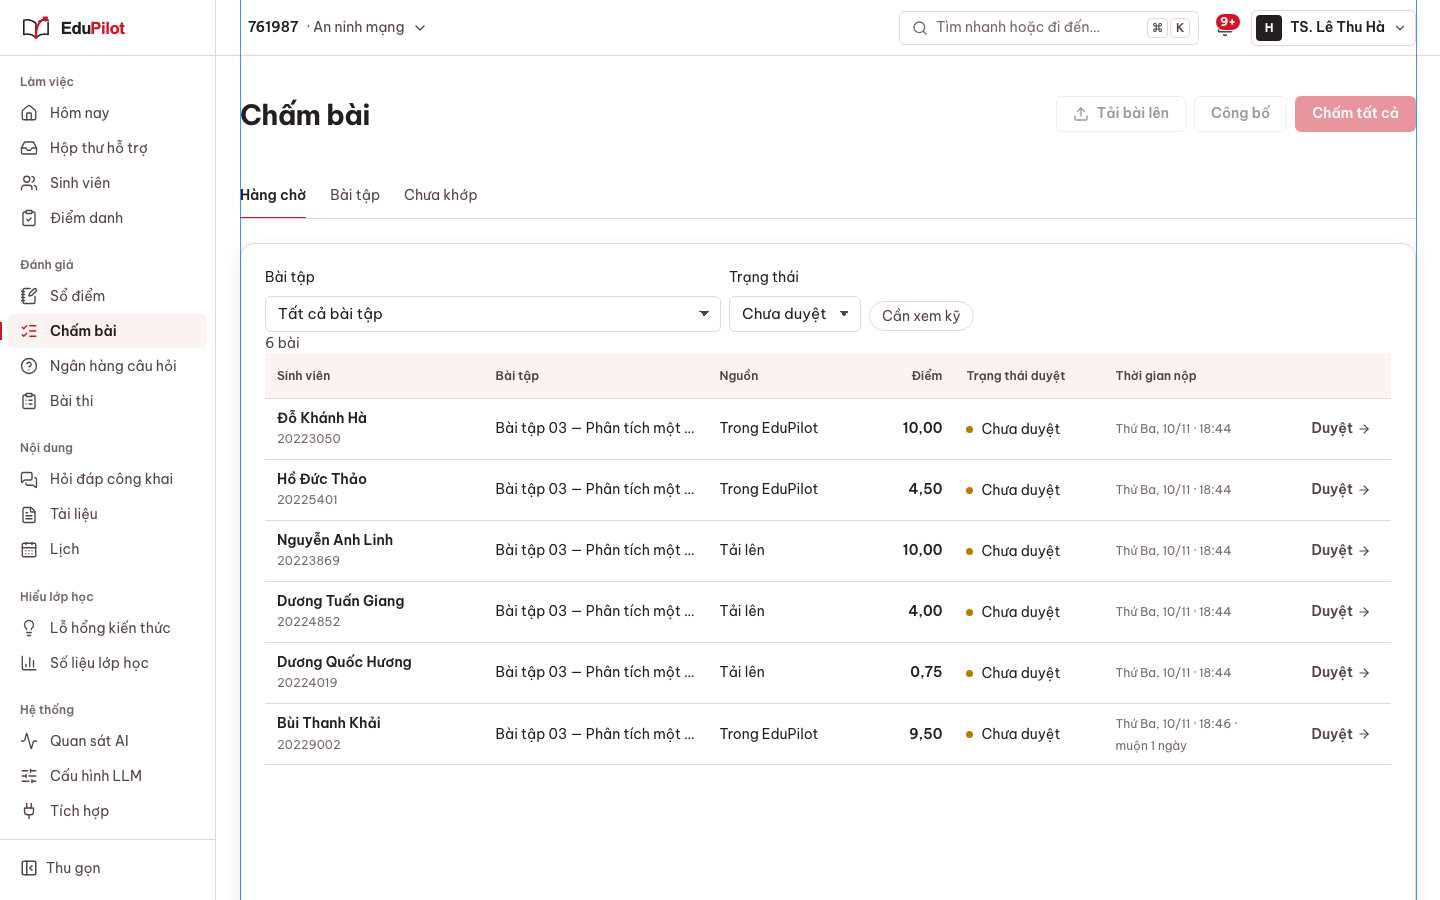 EduPilot
761987 · An ninh mạng
Tìm nhanh hoặc đi đến...
⌘ K
9+
H
TS. Lê Thu Hà
Làm việc
Hôm nay
Hộp thư hỗ trợ
Sinh viên
Điểm danh
Đánh giá
Sổ điểm
Chấm bài
Ngân hàng câu hỏi
Bài thi
Nội dung
Hỏi đáp công khai
Tài liệu
Lịch
Hiểu lớp học
Lỗ hổng kiến thức
Số liệu lớp học
Hệ thống
Quan sát AI
Cấu hình LLM
Tích hợp
Thu gọn
Chấm bài
Tải bài lên
Công bố
Chấm tất cả
Hàng chờ Bài tập Chưa khớp
Bài tập Trạng thái
Tất cả bài tập Chưa duyệt Cần xem kỹ
6 bài
Sinh viên Bài tập Nguồn Điểm Trạng thái duyệt Thời gian nộp
Đỗ Khánh Hà
20223050
Bài tập 03 — Phân tích một ... Trong EduPilot 10,00 Chưa duyệt Thứ Ba, 10/11 · 18:44 Duyệt →
Hồ Đức Thảo
20225401
Bài tập 03 — Phân tích một ... Trong EduPilot 4,50 Chưa duyệt Thứ Ba, 10/11 · 18:44 Duyệt →
Nguyễn Anh Linh
20223869
Bài tập 03 — Phân tích một ... Tải lên 10,00 Chưa duyệt Thứ Ba, 10/11 · 18:44 Duyệt →
Dương Tuấn Giang
20224852
Bài tập 03 — Phân tích một ... Tải lên 4,00 Chưa duyệt Thứ Ba, 10/11 · 18:44 Duyệt →
Dương Quốc Hương
20224019
Bài tập 03 — Phân tích một ... Tải lên 0,75 Chưa duyệt Thứ Ba, 10/11 · 18:44 Duyệt →
Bùi Thanh Khải
20229002
Bài tập 03 — Phân tích một ... Trong EduPilot 9,50 Chưa duyệt Thứ Ba, 10/11 · 18:46 ·
muộn 1 ngày
Duyệt →